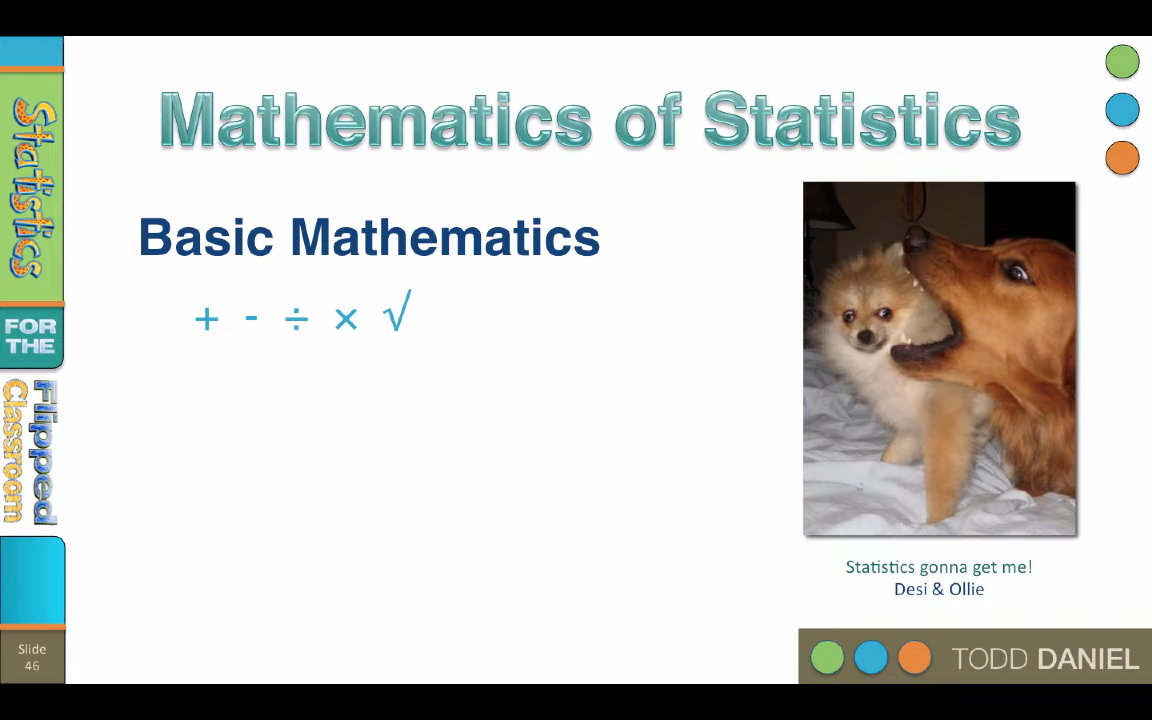 Mathematics of Statistics
Basic Mathematics
+ - ÷ × √
Statistics gonna get me!
Desi & Ollie
Statistics
FOR THE
Flipped
Classroom
Slide
46
TODD DANIEL